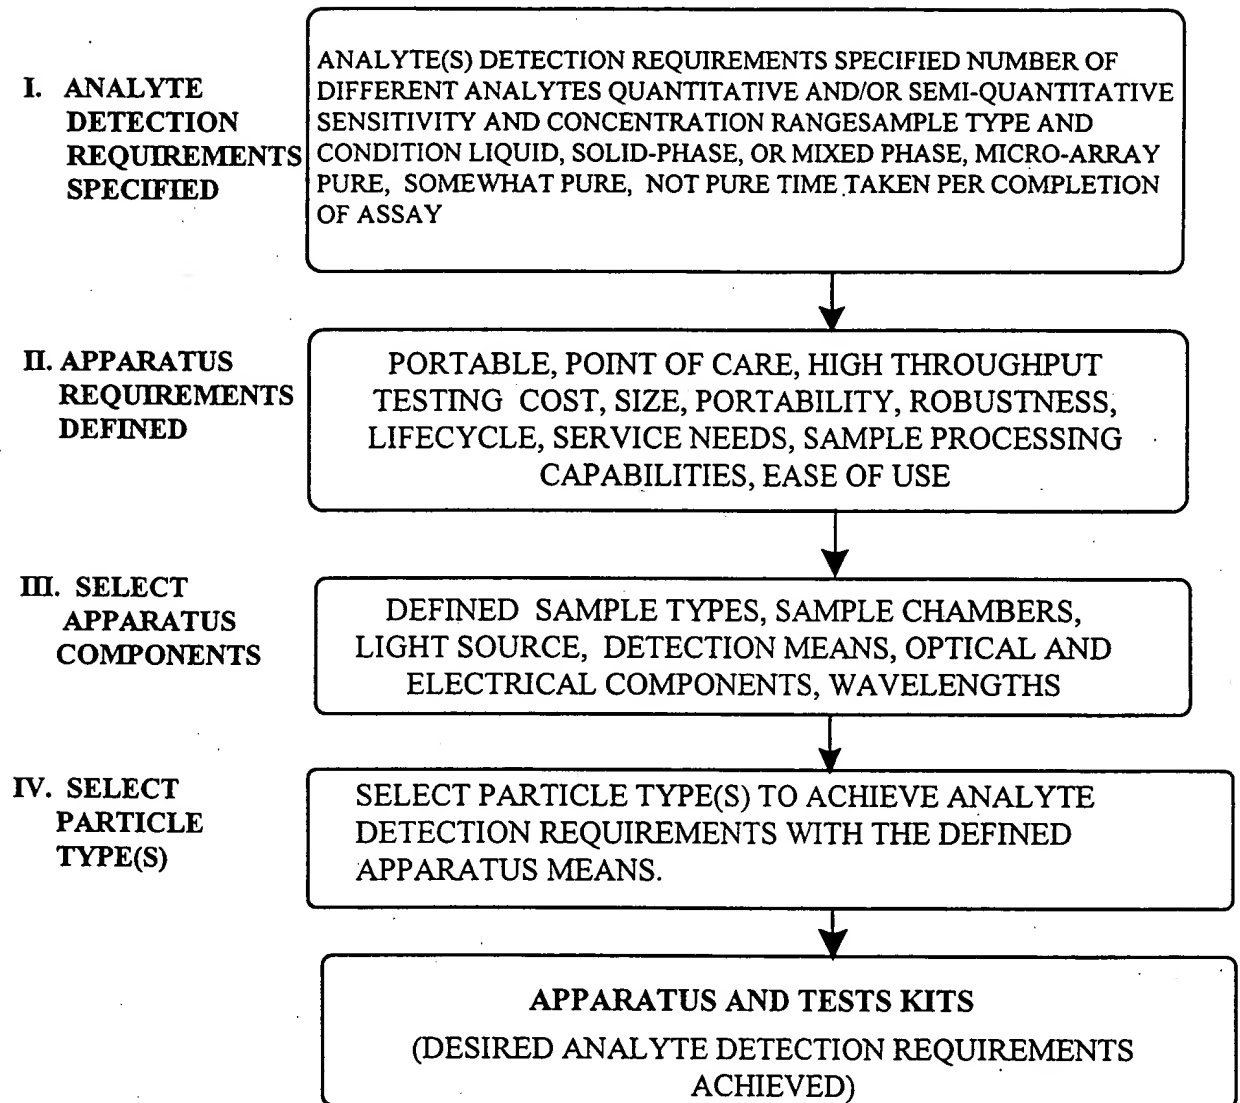 I. ANALYTE
DETECTION
REQUIREMENTS
SPECIFIED
ANALYTE(S) DETECTION REQUIREMENTS SPECIFIED NUMBER OF
DIFFERENT ANALYTES QUANTITATIVE AND/OR SEMI-QUANTITATIVE
SENSITIVITY AND CONCENTRATION RANGESAMPLE TYPE AND
CONDITION LIQUID, SOLID-PHASE, OR MIXED PHASE, MICRO-ARRAY
PURE, SOMEWHAT PURE, NOT PURE TIME TAKEN PER COMPLETION
OF ASSAY
II. APPARATUS
REQUIREMENTS
DEFINED
PORTABLE, POINT OF CARE, HIGH THROUGHPUT
TESTING COST, SIZE, PORTABILITY, ROBUSTNESS,
LIFECYCLE, SERVICE NEEDS, SAMPLE PROCESSING
CAPABILITIES, EASE OF USE
III. SELECT
APPARATUS
COMPONENTS
DEFINED SAMPLE TYPES, SAMPLE CHAMBERS,
LIGHT SOURCE, DETECTION MEANS, OPTICAL AND
ELECTRICAL COMPONENTS, WAVELENGTHS
IV. SELECT
PARTICLE
TYPE(S)
SELECT PARTICLE TYPE(S) TO ACHIEVE ANALYTE
DETECTION REQUIREMENTS WITH THE DEFINED
APPARATUS MEANS.
APPARATUS AND TESTS KITS
(DESIRED ANALYTE DETECTION REQUIREMENTS
ACHIEVED)